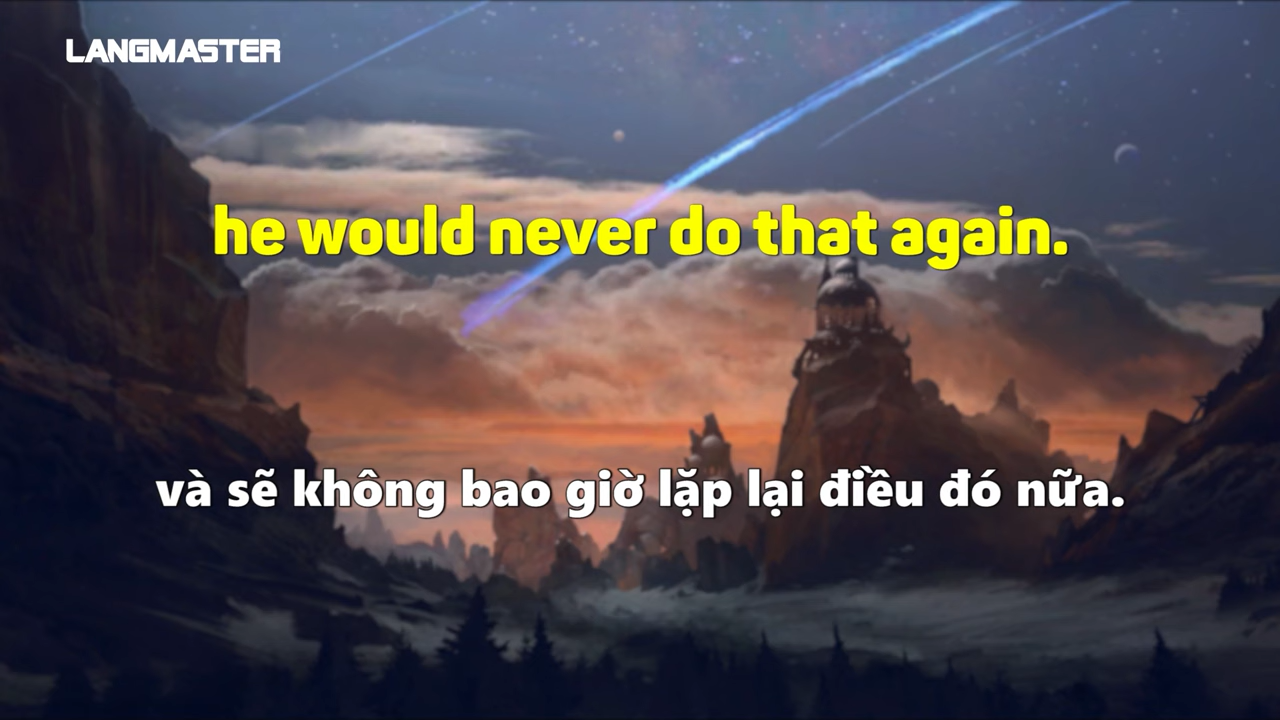 LANGMASTER
he would never do that again.
và sẽ không bao giờ lặp lại điều đó nữa.